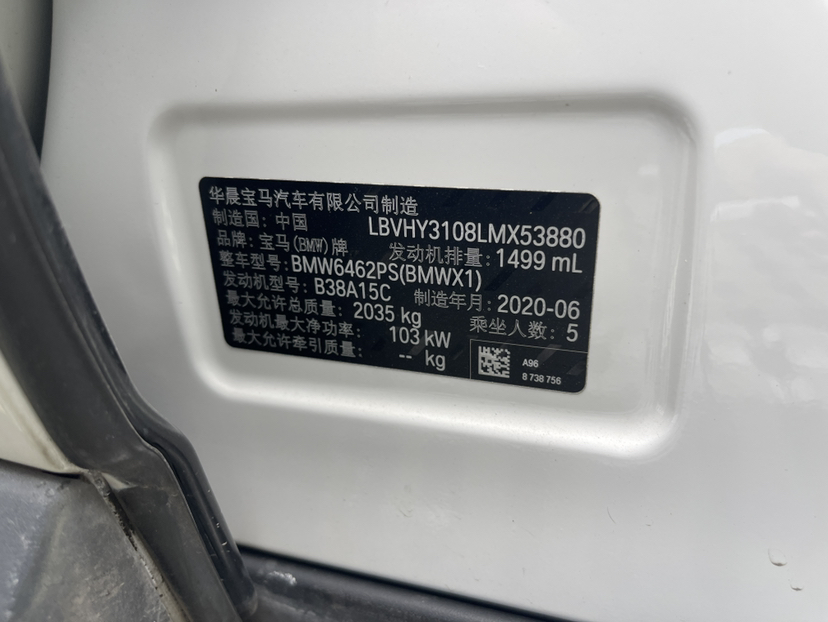 华晨宝马汽车有限公司制造
制造国: 中国 LBVHY3108LMX53880
品牌: 宝马(BMW)牌 发动机排量: 1499 mL
整车型号: BMW6462PS(BMWX1)
发动机型号: B38A15C 制造年月: 2020-06
最大允许总质量: 2035 kg 乘坐人数: 5
发动机最大净功率: 103 kW
最大允许牵引质量: -- kg
A96
8 738 756